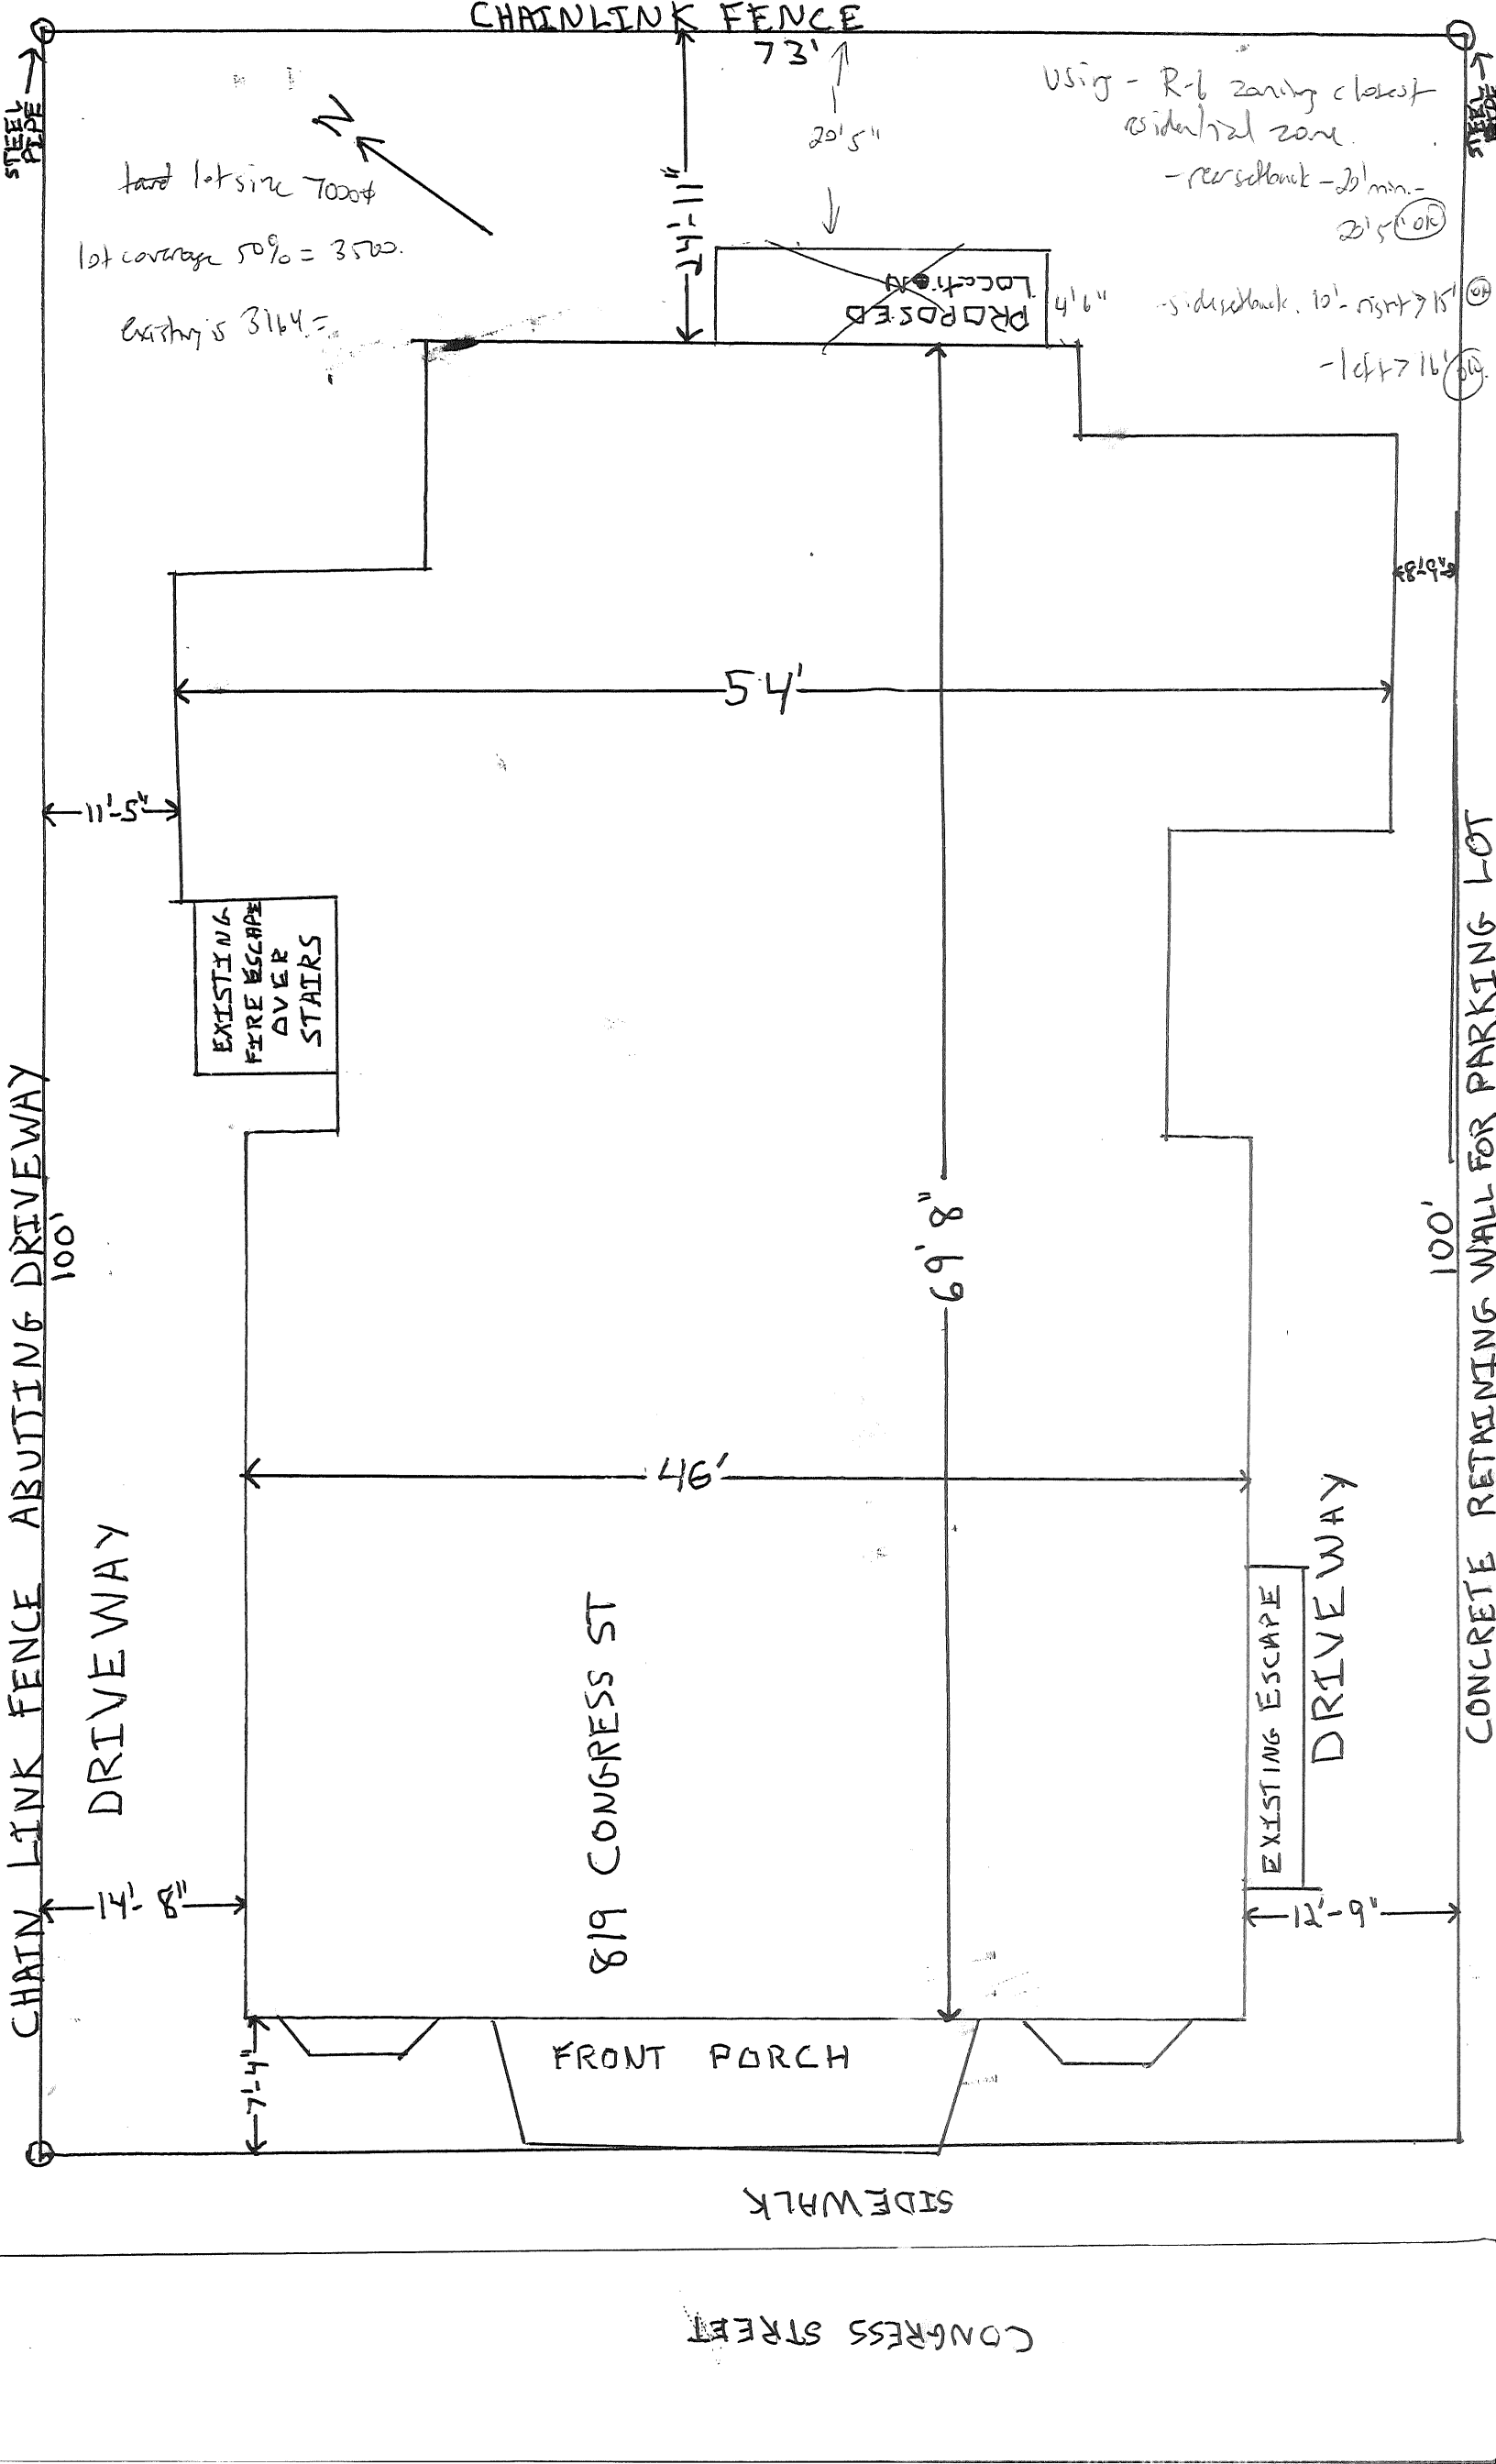 CHAINLINK FENCE
73'
STEEL
PIPE
STEEL
PIPE
N
20'5"
24'-11"
Using - R-6 zoning closest
residential zone.
- rear setback - 20' min. -
20'5" OK
- side setback. 10' - right > 15' OK
- left > 16' OK.
lot size 7000
lot coverage 50% = 3500.
existing is 3164
PROPOSED
LOCATION
4'6"
8'-9"
54'
11'-5"
EXISTING
FIRE ESCAPE
OVER
STAIRS
CHAIN LINK FENCE ABUTTING DRIVEWAY
100'
69' 8"
100'
CONCRETE RETAINING WALL FOR PARKING LOT
46'
DRIVEWAY
819 CONGRESS ST
EXISTING ESCAPE
DRIVEWAY
14'-8"
12'-9"
7'-4"
FRONT PORCH
SIDEWALK
CONGRESS STREET